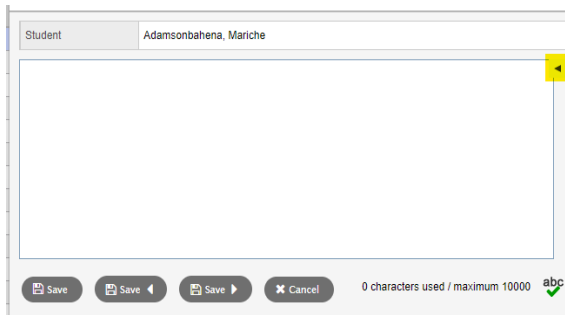 Student Adamsonbahena, Mariche
Save Save Save Cancel 0 characters used / maximum 10000 abc